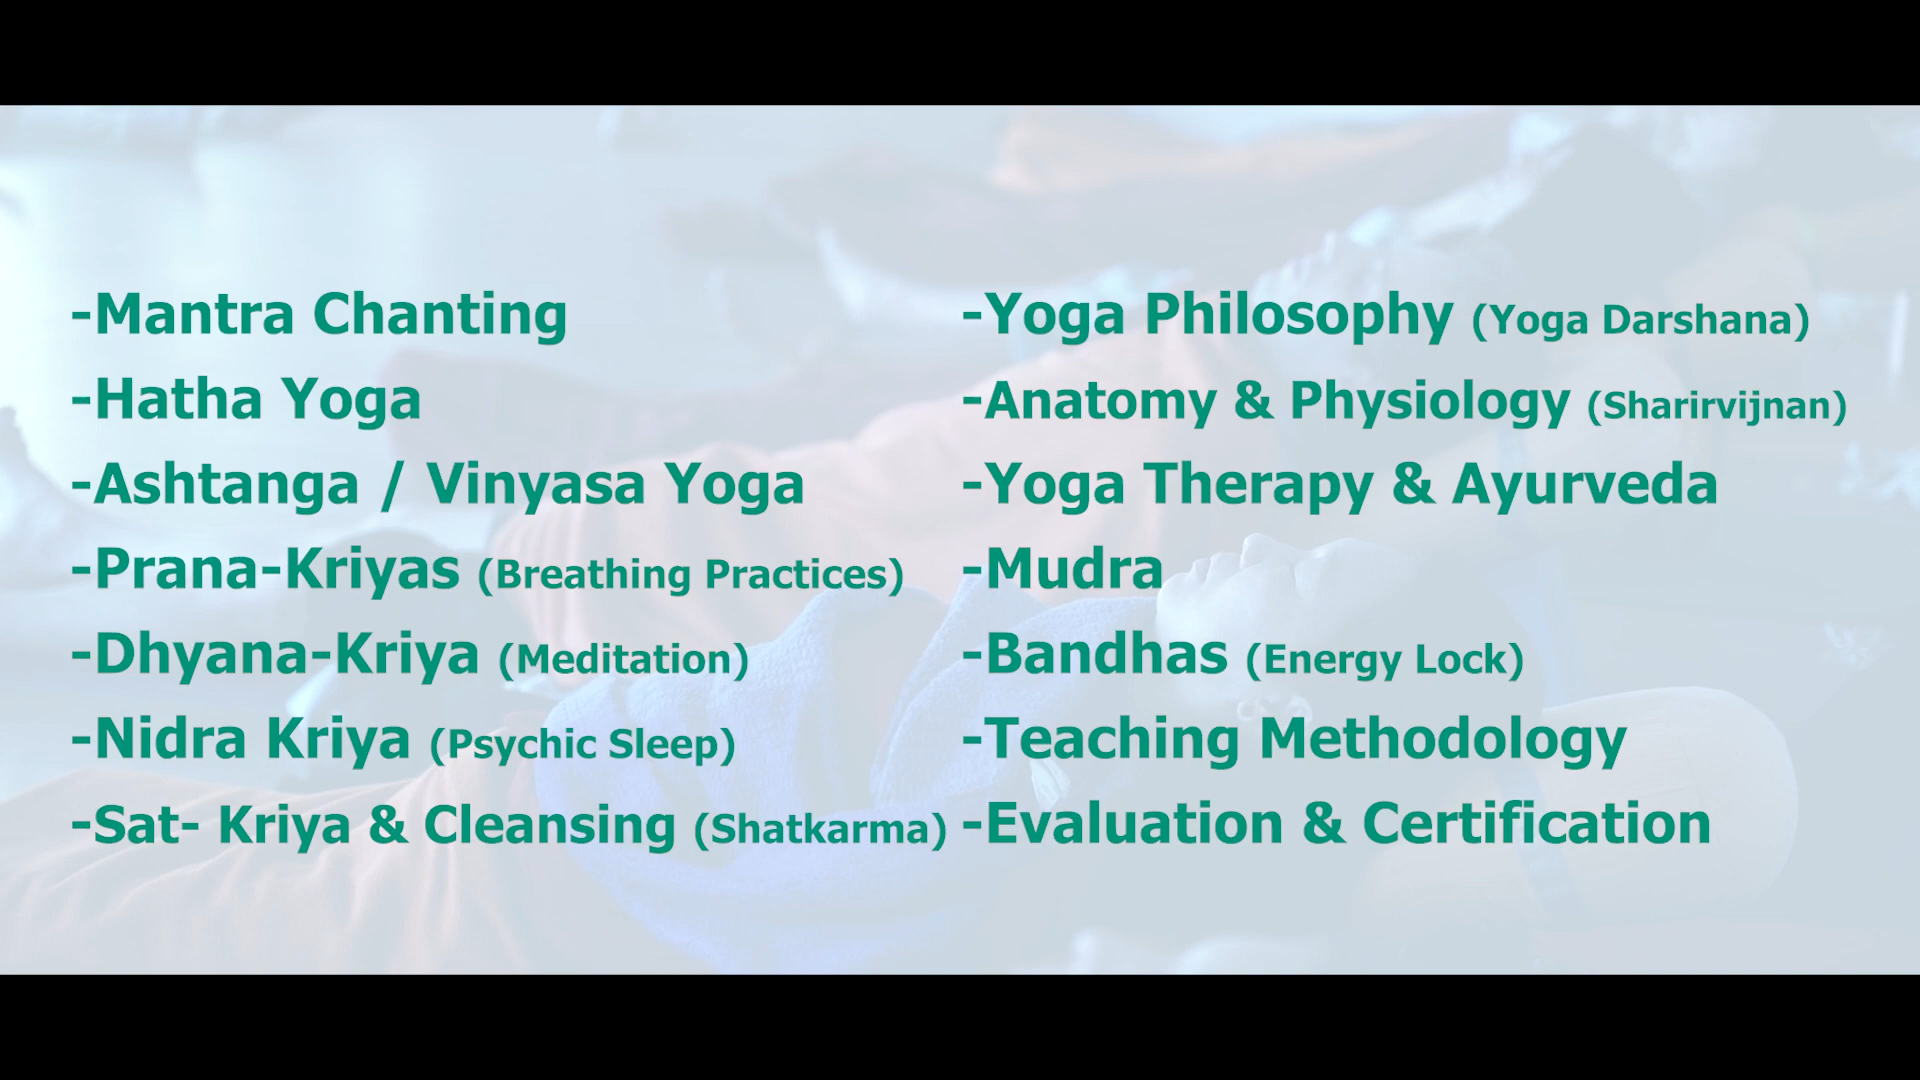 -Mantra Chanting
-Hatha Yoga
-Ashtanga / Vinyasa Yoga
-Prana-Kriyas (Breathing Practices)
-Dhyana-Kriya (Meditation)
-Nidra Kriya (Psychic Sleep)
-Sat- Kriya & Cleansing (Shatkarma)
-Yoga Philosophy (Yoga Darshana)
-Anatomy & Physiology (Sharirvijnan)
-Yoga Therapy & Ayurveda
-Mudra
-Bandhas (Energy Lock)
-Teaching Methodology
-Evaluation & Certification